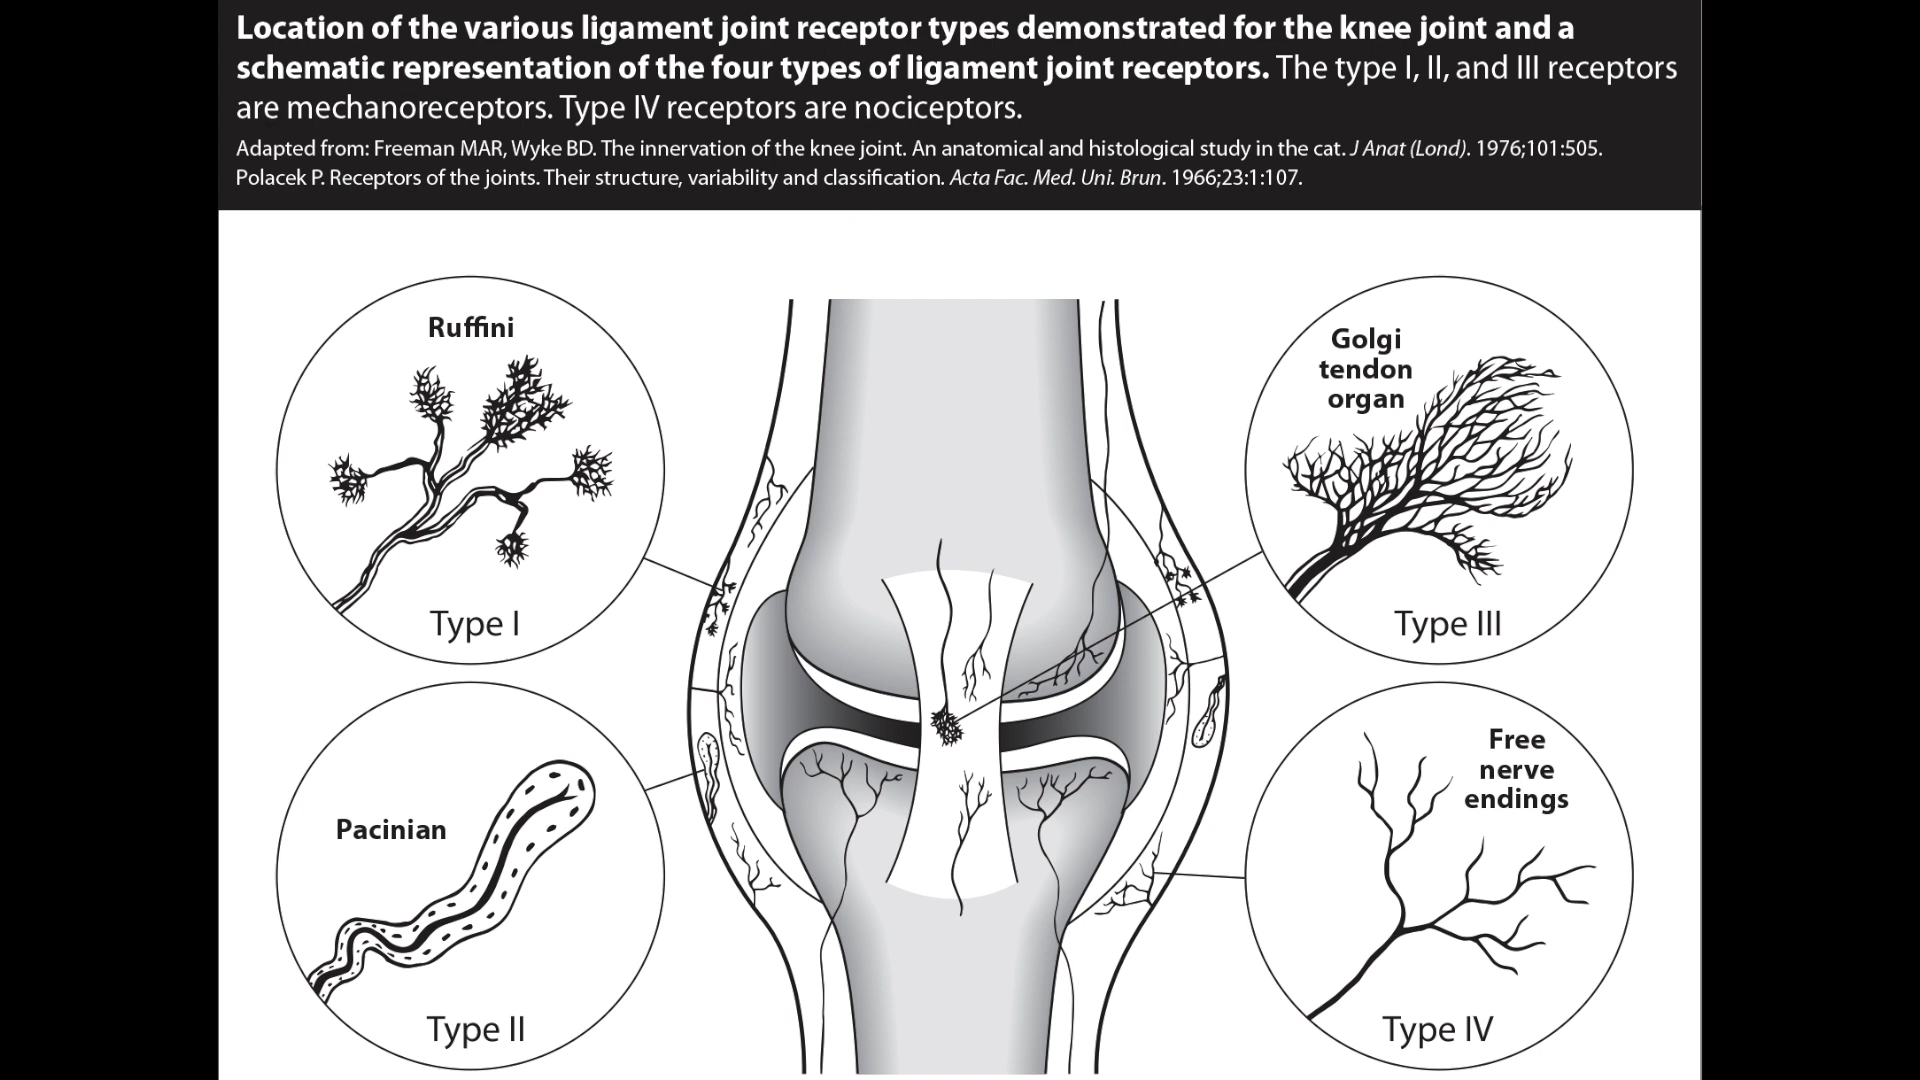 Location of the various ligament joint receptor types demonstrated for the knee joint and a
schematic representation of the four types of ligament joint receptors. The type I, II, and III receptors
are mechanoreceptors. Type IV receptors are nociceptors.
Adapted from: Freeman MAR, Wyke BD. The innervation of the knee joint. An anatomical and histological study in the cat. J Anat (Lond). 1976;101:505.
Polacek P. Receptors of the joints. Their structure, variability and classification. Acta Fac. Med. Uni. Brun. 1966;23:1:107.
Ruffini
Type I
Golgi
tendon
organ
Type III
Pacinian
Type II
Free
nerve
endings
Type IV